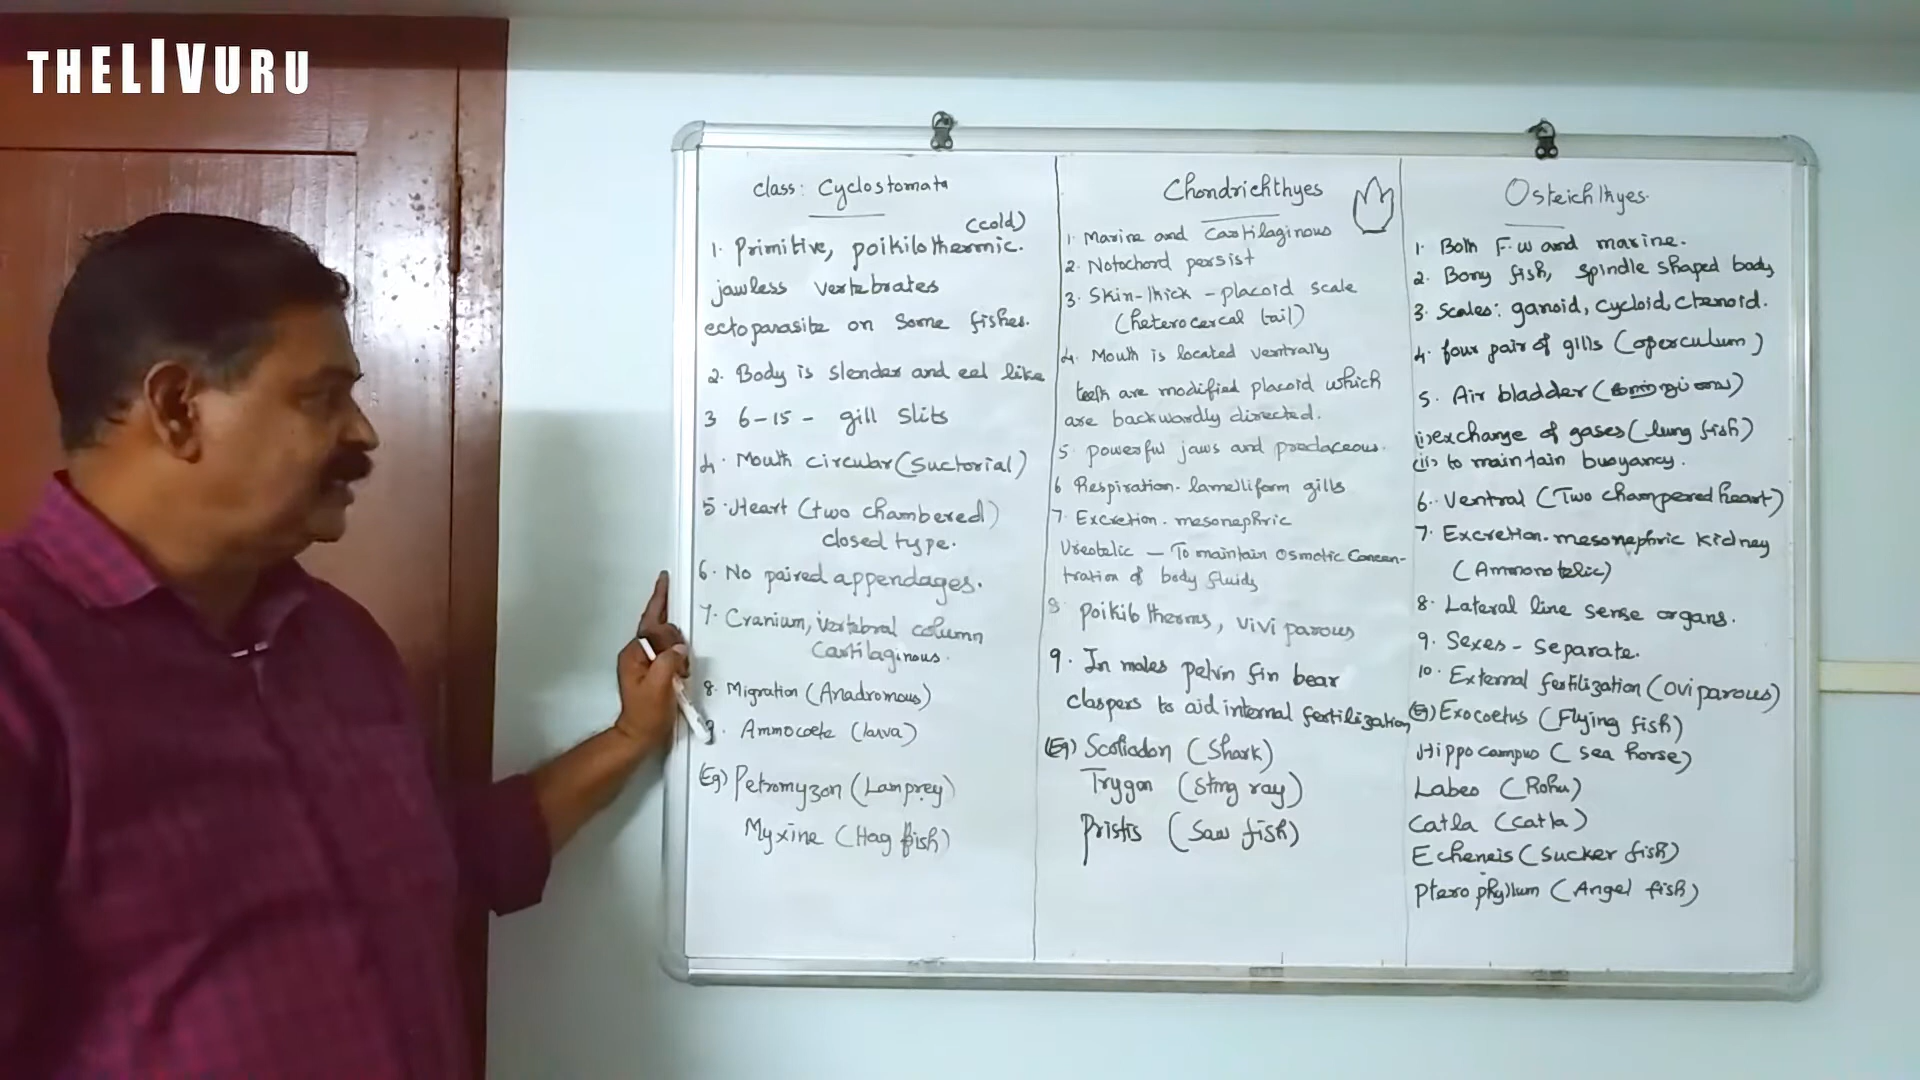 THELIVURU
class: Cyclostomata
(cold)
1. Primitive, poikilothermic.
jawless vertebrates
ectoparasite on some fishes.
2. Body is slender and eel like
3 6-15 - gill slits
4. Mouth circular (Suctorial)
5. Heart (two chambered)
closed type.
6. No paired appendages.
7. Cranium, vertebral column
Cartilaginous.
8. Migration (Anadromous)
9. Ammocoete (larva)
(Eg) Petromyzon (Lamprey)
Myxine (Hag fish)
Chondrichthyes
1. Marine and Cartilaginous
2. Notochord persist
3. Skin-thick - placoid scale
(heterocercal tail)
4. Mouth is located ventrally
teeth are modified placoid which
are backwardly directed.
5 powerful jaws and predaceous.
6 Respiration. lamelliform gills
7. Excretion. mesonephric
Ureotelic - To maintain Osmotic Concen-
tration of body fluids
8 poikilotherms, viviparous
9. In males pelvin fin bear
claspers to aid internal fertilization
(Eg) Scoliodon (Shark)
Trygon (Sting ray)
Pristis (Saw fish)
Osteichthyes.
1. Both F.w and marine.
2. Bony fish, spindle shaped body
3. Scales: ganoid, cycloid, ctenoid.
4. four pair of gills (operculum)
5. Air bladder
(i) exchange of gases (lung fish)
(ii) to maintain buoyancy.
6. Ventral (Two champered heart)
7. Excretion. mesonephric kidney
(Ammonotelic)
8. Lateral line sense organs.
9. Sexes - Separate.
10. External fertilization (oviparous)
(Eg) Exocoetus (Flying fish)
Hippocampus (sea horse)
Labeo (Rohu)
Catla (Catla)
Echeneis (sucker fish)
Pterophyllum (Angel fish)